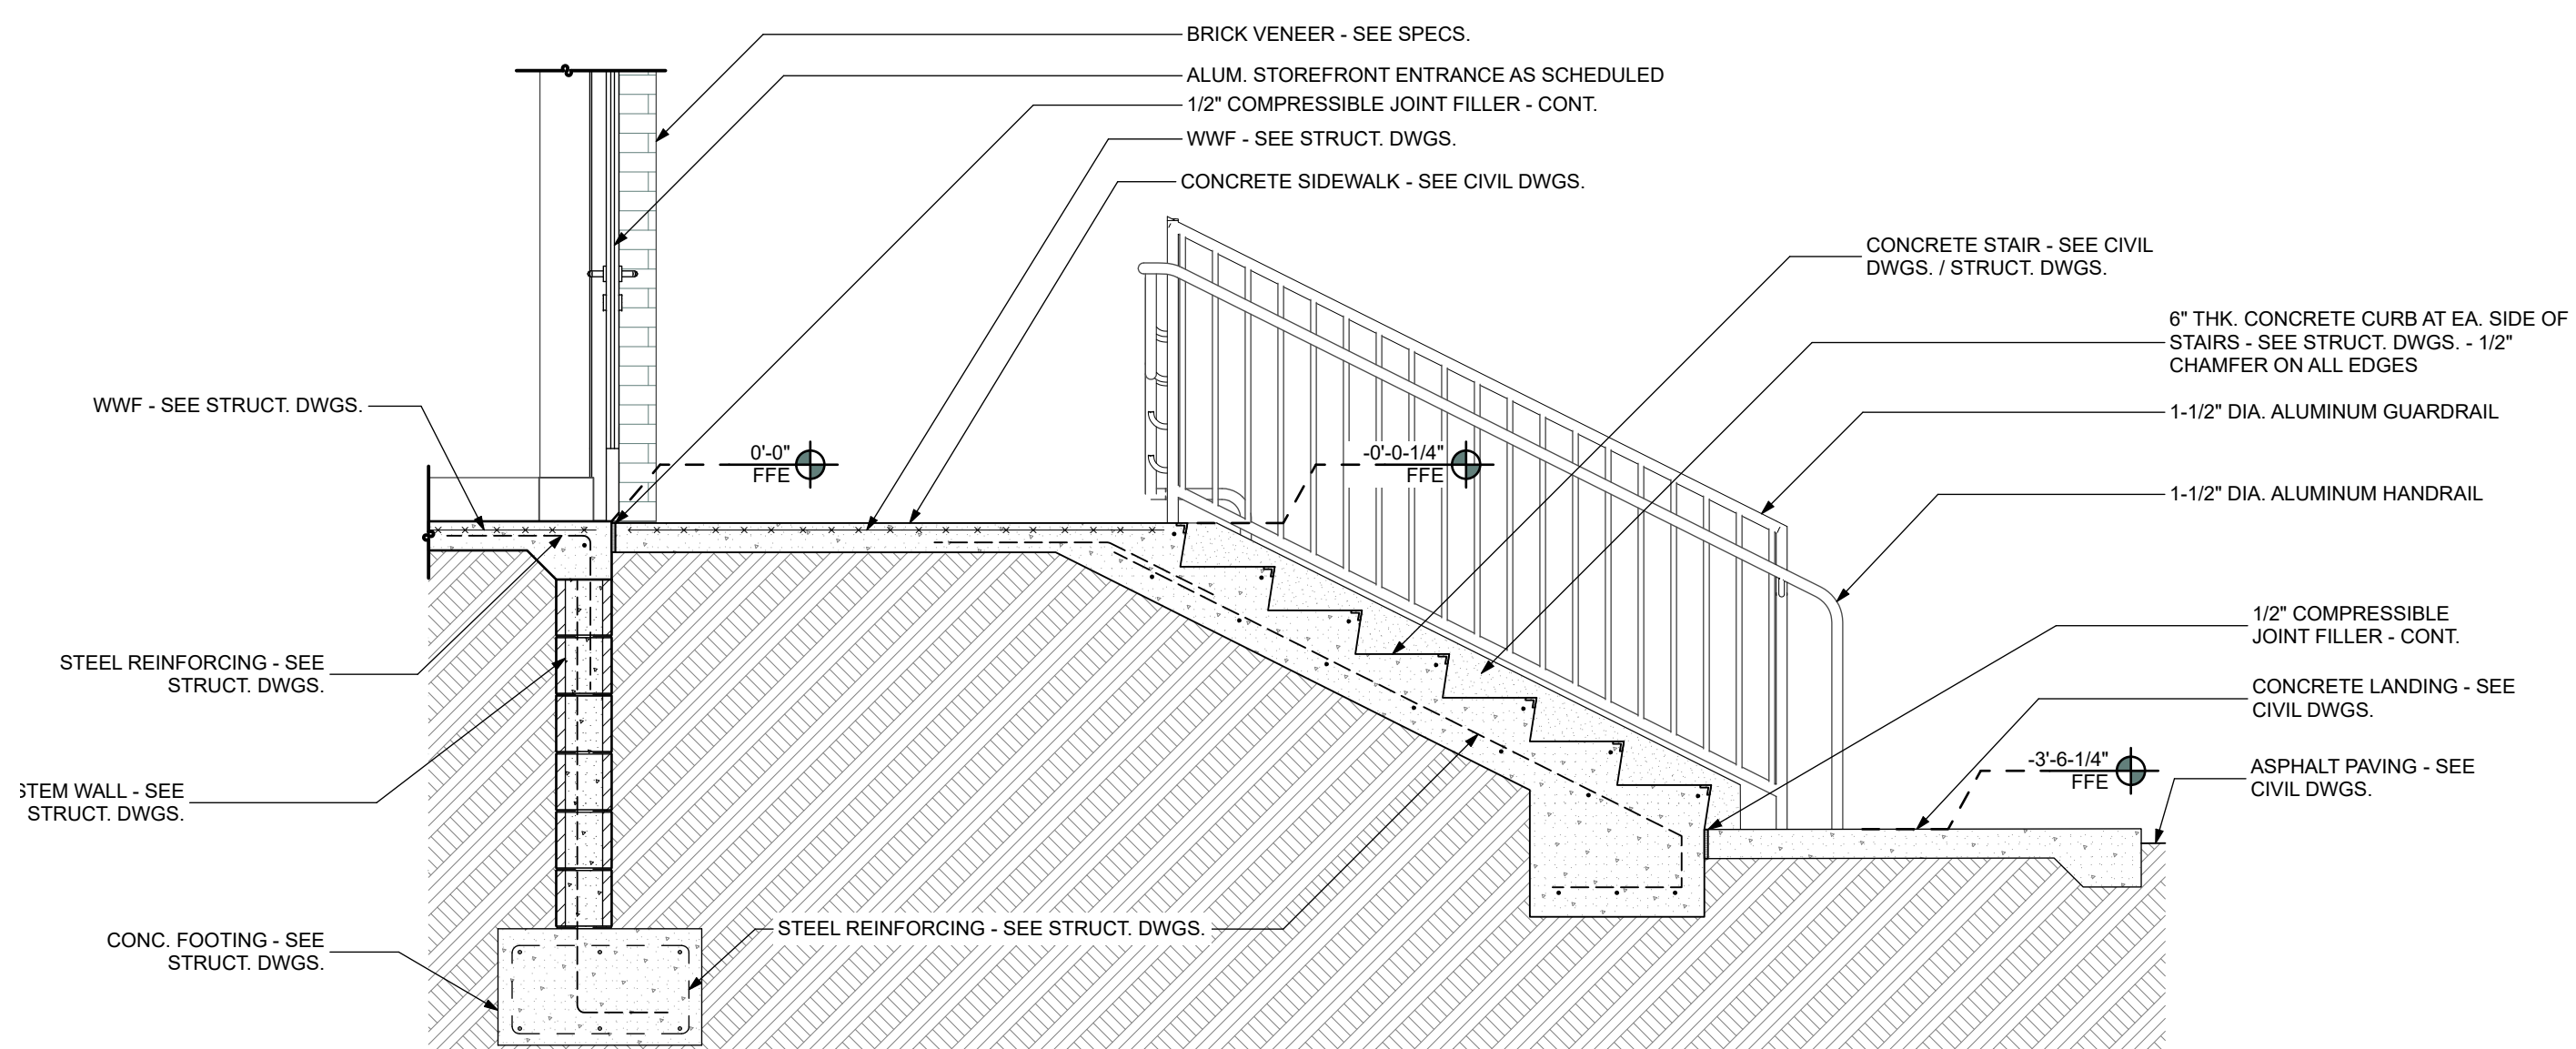 BRICK VENEER - SEE SPECS.
ALUM. STOREFRONT ENTRANCE AS SCHEDULED
1/2" COMPRESSIBLE JOINT FILLER - CONT.
WWF - SEE STRUCT. DWGS.
CONCRETE SIDEWALK - SEE CIVIL DWGS.
CONCRETE STAIR - SEE CIVIL
DWGS. / STRUCT. DWGS.
6" THK. CONCRETE CURB AT EA. SIDE OF
STAIRS - SEE STRUCT. DWGS. - 1/2"
CHAMFER ON ALL EDGES
1-1/2" DIA. ALUMINUM GUARDRAIL
1-1/2" DIA. ALUMINUM HANDRAIL
WWF - SEE STRUCT. DWGS.
0'-0"
FFE
-0'-0-1/4"
FFE
1/2" COMPRESSIBLE
JOINT FILLER - CONT.
STEEL REINFORCING - SEE
STRUCT. DWGS.
CONCRETE LANDING - SEE
CIVIL DWGS.
-3'-6-1/4"
FFE
ASPHALT PAVING - SEE
CIVIL DWGS.
STEM WALL - SEE
STRUCT. DWGS.
STEEL REINFORCING - SEE STRUCT. DWGS.
CONC. FOOTING - SEE
STRUCT. DWGS.